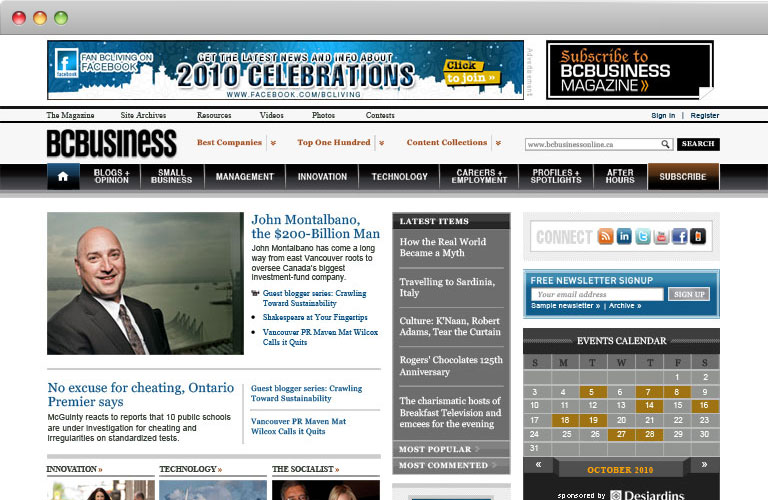 facebook
FAN BCLIVING ON
FACEBOOK
GET THE LATEST NEWS AND INFO ABOUT
2010 CELEBRATIONS
WWW.FACEBOOK.COM/BCLIVING
Click
to join »
Advertisement
Subscribe to
BCBUSINESS
MAGAZINE »
The Magazine Site Archives Resources Videos Photos Contests Sign In | Register
BCBUSINESS
Best Companies Top One Hundred Content Collections
www.bcbusinessonline.ca SEARCH
BLOGS + OPINION
SMALL BUSINESS
MANAGEMENT
INNOVATION
TECHNOLOGY
CAREERS + EMPLOYMENT
PROFILES + SPOTLIGHTS
AFTER HOURS
SUBSCRIBE
John Montalbano,
the $200-Billion Man
John Montalbano has come a long
way from east Vancouver roots to
oversee Canada's biggest
investment-fund company.
Guest blogger series: Crawling
Toward Sustainability
Shakespeare at Your Fingertips
Vancouver PR Maven Mat Wilcox
Calls it Quits
No excuse for cheating, Ontario
Premier says
McGuinty reacts to reports that 10 public schools
are under investigation for cheating and
irregularities on standardized tests.
Guest blogger series: Crawling
Toward Sustainability
Vancouver PR Maven Mat Wilcox
Calls it Quits
INNOVATION »
TECHNOLOGY »
THE SOCIALIST »
LATEST ITEMS
How the Real World
Became a Myth
Travelling to Sardinia,
Italy
Culture: K'Naan, Robert
Adams, Tear the Curtain
Rogers' Chocolates 125th
Anniversary
The charismatic hosts of
Breakfast Television and
emcees for the evening
MOST POPULAR
MOST COMMENTED
CONNECT
FREE NEWSLETTER SIGNUP
Your email address SIGN UP
Sample newsletter » | Archive »
EVENTS CALENDAR
S M T W T F S
1 2
3 4 5 6 7 8 9
10 11 12 13 14 15 16
17 18 19 20 21 22 23
24 25 26 27 28 29 30
31
« OCTOBER 2010 »
sponsored by Desjardins